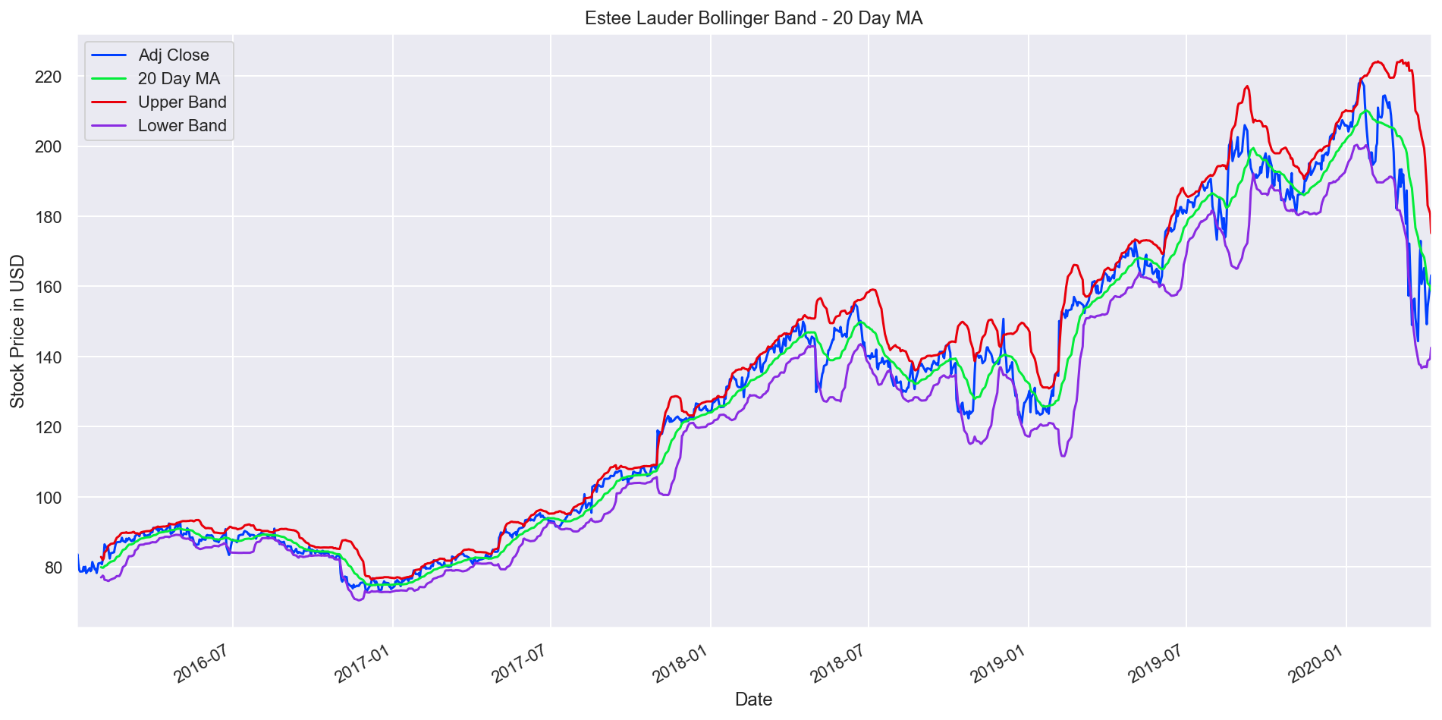 Estee Lauder Bollinger Band - 20 Day MA
Adj Close
20 Day MA
Upper Band
Lower Band
220
200
180
160
140
120
100
80
Stock Price in USD
2016-07
2017-01
2017-07
2018-01
2018-07
2019-01
2019-07
2020-01
Date